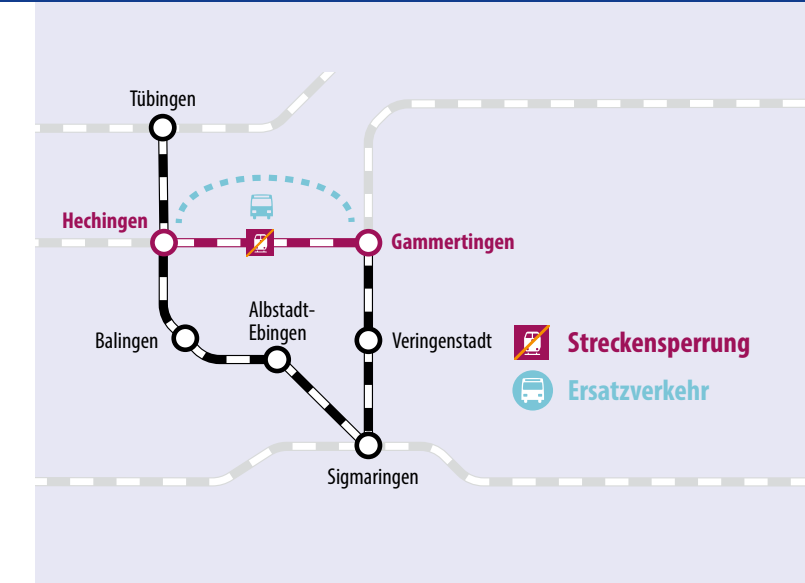 Tübingen
Hechingen
Gammertingen
Albstadt-
Ebingen
Balingen
Veringenstadt
Streckensperrung
Ersatzverkehr
Sigmaringen